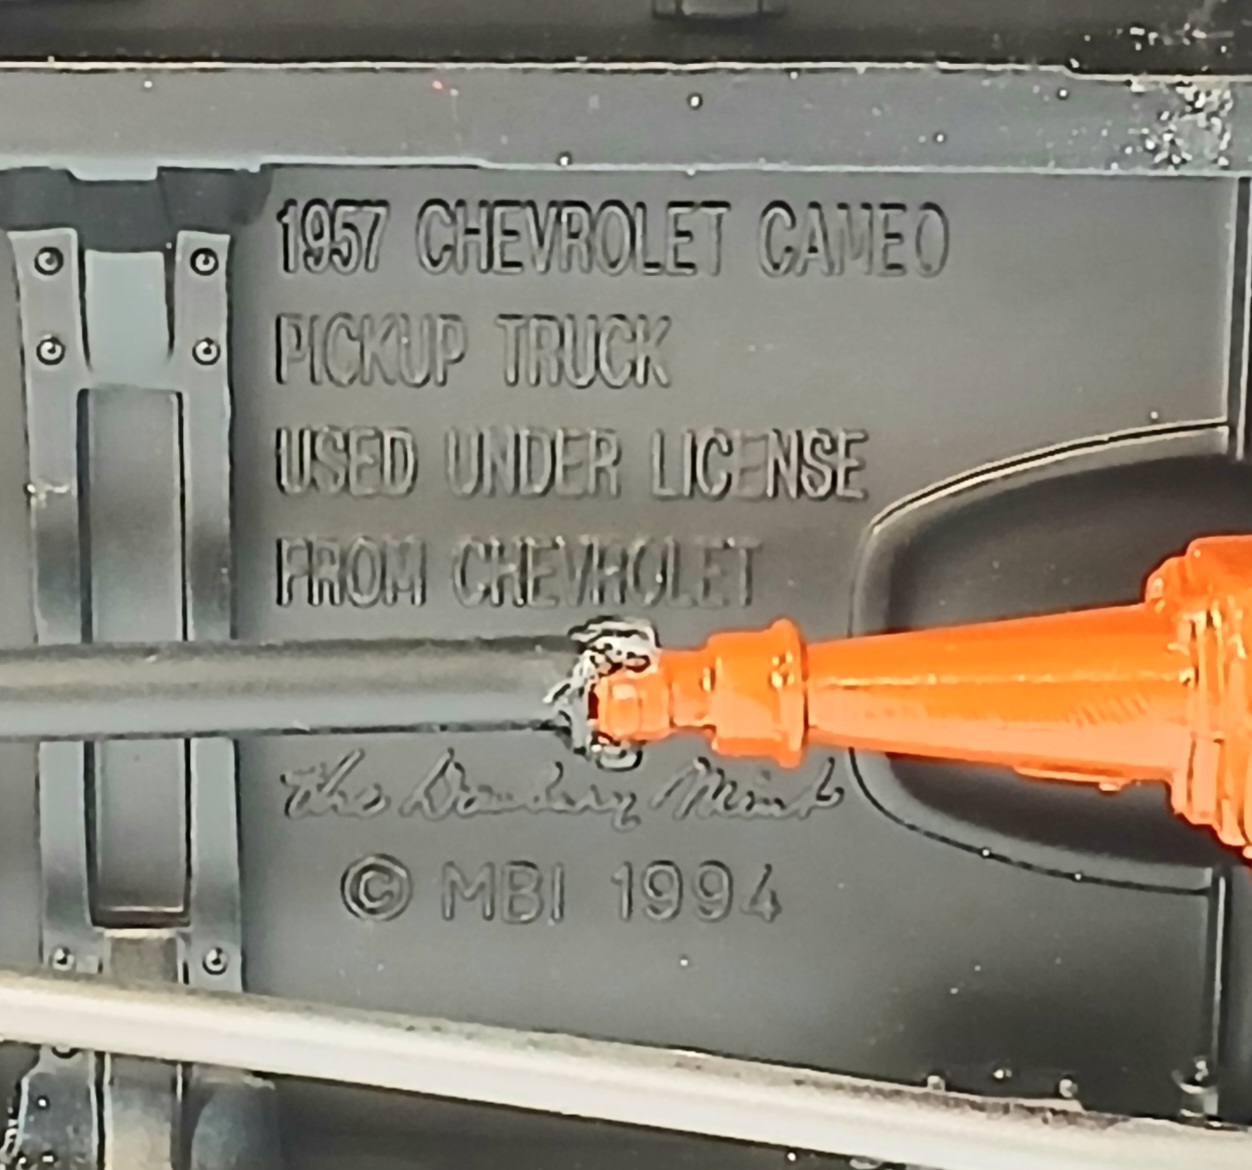 1957 CHEVROLET CAMEO
PICKUP TRUCK
USED UNDER LICENSE
FROM CHEVROLET
The Danbury Mint
© MBI 1994